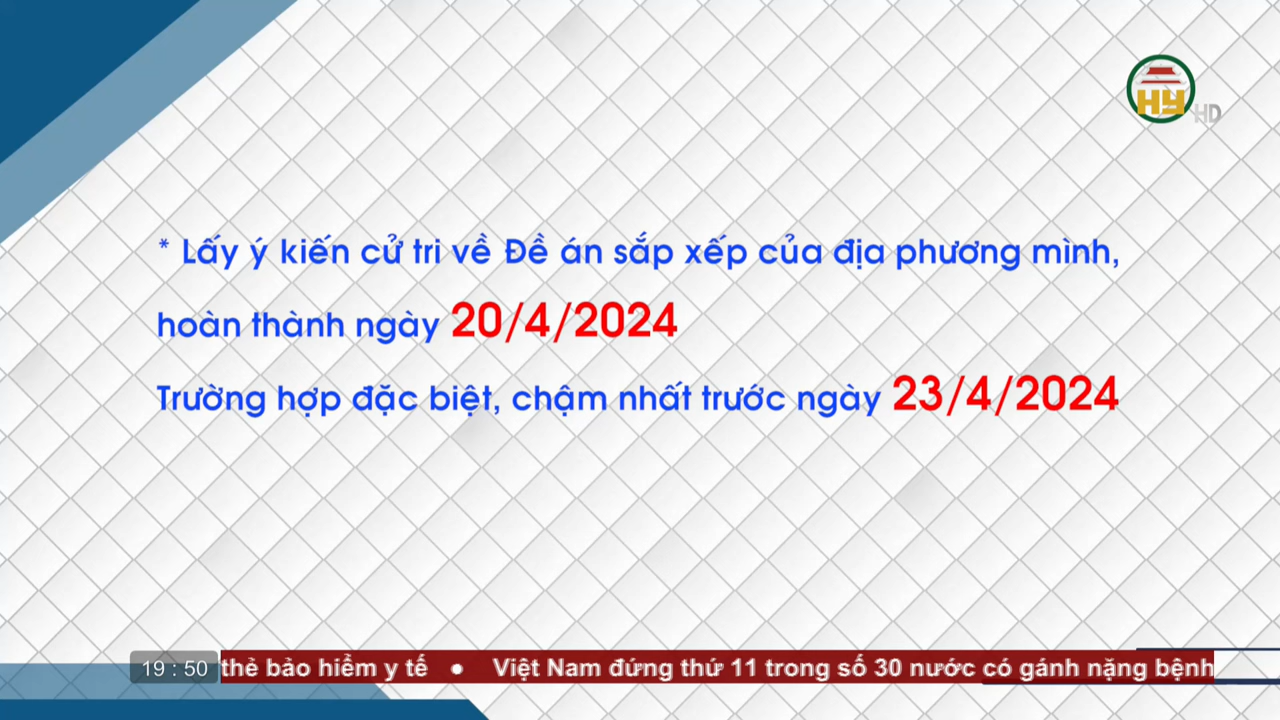 HY HD
* Lấy ý kiến cử tri về Đề án sắp xếp của địa phương mình,
hoàn thành ngày 20/4/2024
Trường hợp đặc biệt, chậm nhất trước ngày 23/4/2024
19 : 50 thẻ bảo hiểm y tế ● Việt Nam đứng thứ 11 trong số 30 nước có gánh nặng bệnh